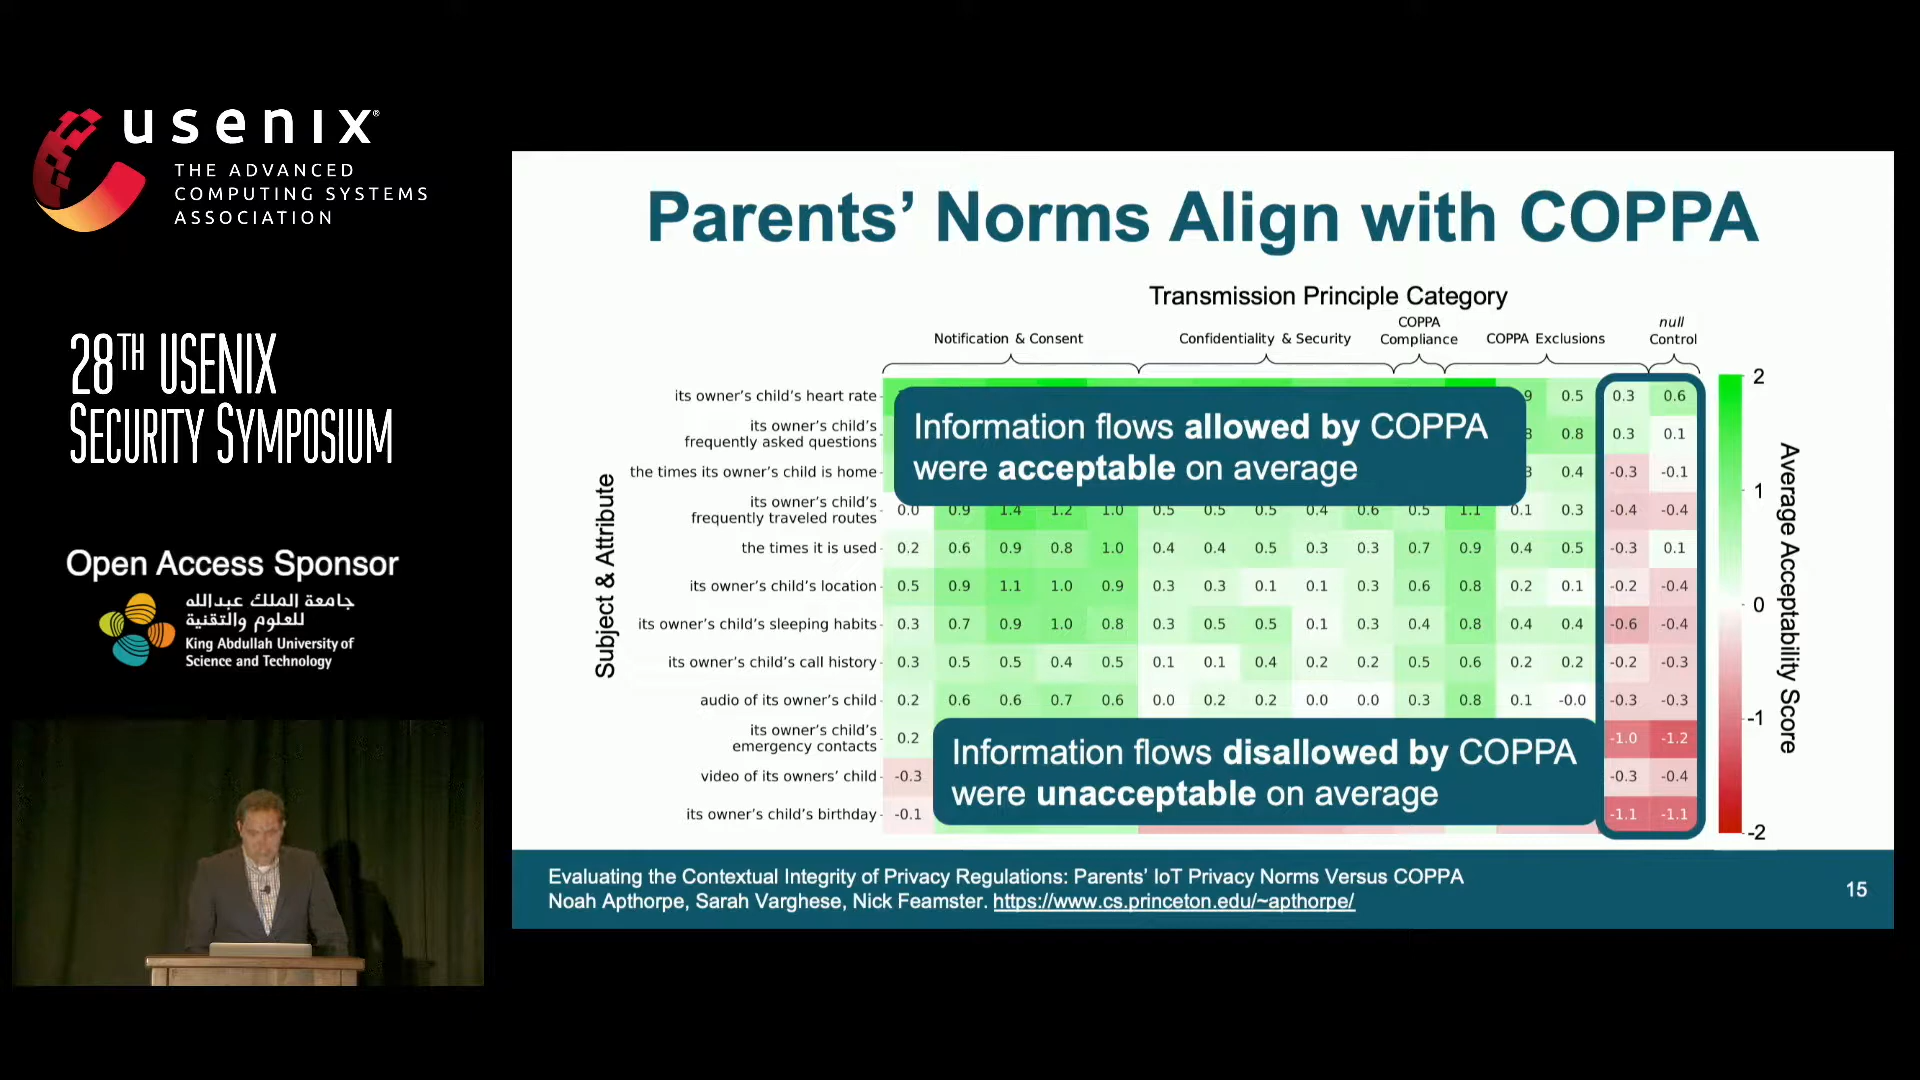 usenix®
THE ADVANCED
COMPUTING SYSTEMS
ASSOCIATION
28TH USENIX
SECURITY SYMPOSIUM
Open Access Sponsor
جامعة الملك عبدالله
للعلوم والتقنية
King Abdullah University of
Science and Technology
Parents’ Norms Align with COPPA
Transmission Principle Category
Notification & Consent
Confidentiality & Security
COPPA
Compliance
COPPA Exclusions
null
Control
Subject & Attribute
its owner’s child’s heart rate
0.5 0.3 0.6
its owner’s child’s
frequently asked questions
0.8 0.3 0.1
the times its owner’s child is home
0.4 -0.3 -0.1
its owner’s child’s
frequently traveled routes
0.0 0.9 1.4 1.2 1.0 0.5 0.5 0.5 0.4 0.6 0.5 1.1 0.1 0.3 -0.4 -0.4
the times it is used
0.2 0.6 0.9 0.8 1.0 0.4 0.4 0.5 0.3 0.3 0.7 0.9 0.4 0.5 -0.3 0.1
its owner’s child’s location
0.5 0.9 1.1 1.0 0.9 0.3 0.3 0.1 0.1 0.3 0.6 0.8 0.2 0.1 -0.2 -0.4
its owner’s child’s sleeping habits
0.3 0.7 0.9 1.0 0.8 0.3 0.5 0.5 0.1 0.3 0.4 0.8 0.4 0.4 -0.6 -0.4
its owner’s child’s call history
0.3 0.5 0.5 0.4 0.5 0.1 0.1 0.4 0.2 0.2 0.5 0.6 0.2 0.2 -0.2 -0.3
audio of its owner’s child
0.2 0.6 0.6 0.7 0.6 0.0 0.2 0.2 0.0 0.0 0.3 0.8 0.1 -0.0 -0.3 -0.3
its owner’s child’s
emergency contacts
0.2 -1.0 -1.2
video of its owners’ child
-0.3 -0.3 -0.4
its owner’s child’s birthday
-0.1 -1.1 -1.1
Information flows allowed by COPPA
were acceptable on average
Information flows disallowed by COPPA
were unacceptable on average
2
1
0
-1
-2
Average Acceptability Score
Evaluating the Contextual Integrity of Privacy Regulations: Parents’ IoT Privacy Norms Versus COPPA
Noah Apthorpe, Sarah Varghese, Nick Feamster. https://www.cs.princeton.edu/~apthorpe/
15